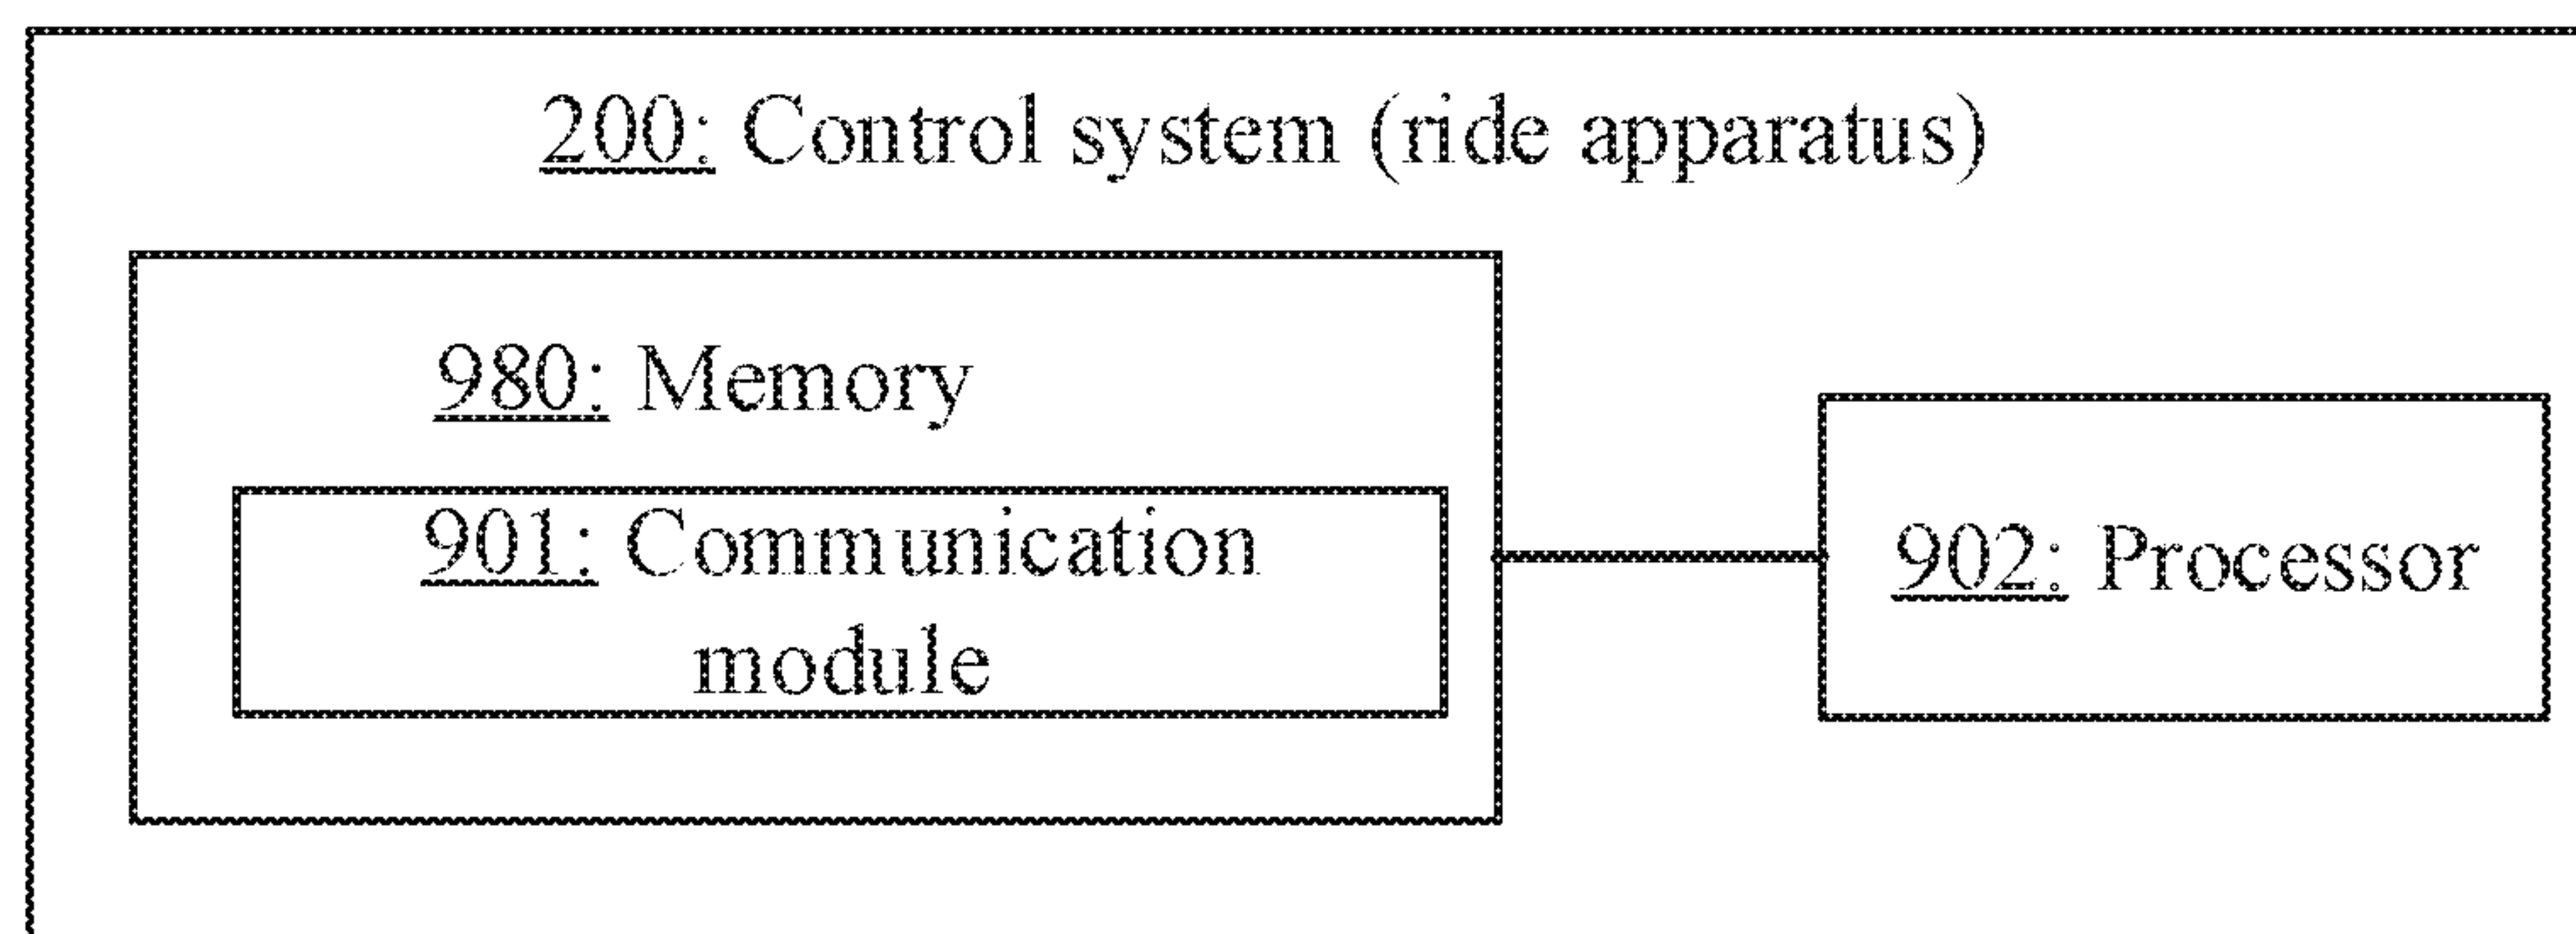 200: Control system (ride apparatus)
980: Memory
901: Communication
module
902: Processor